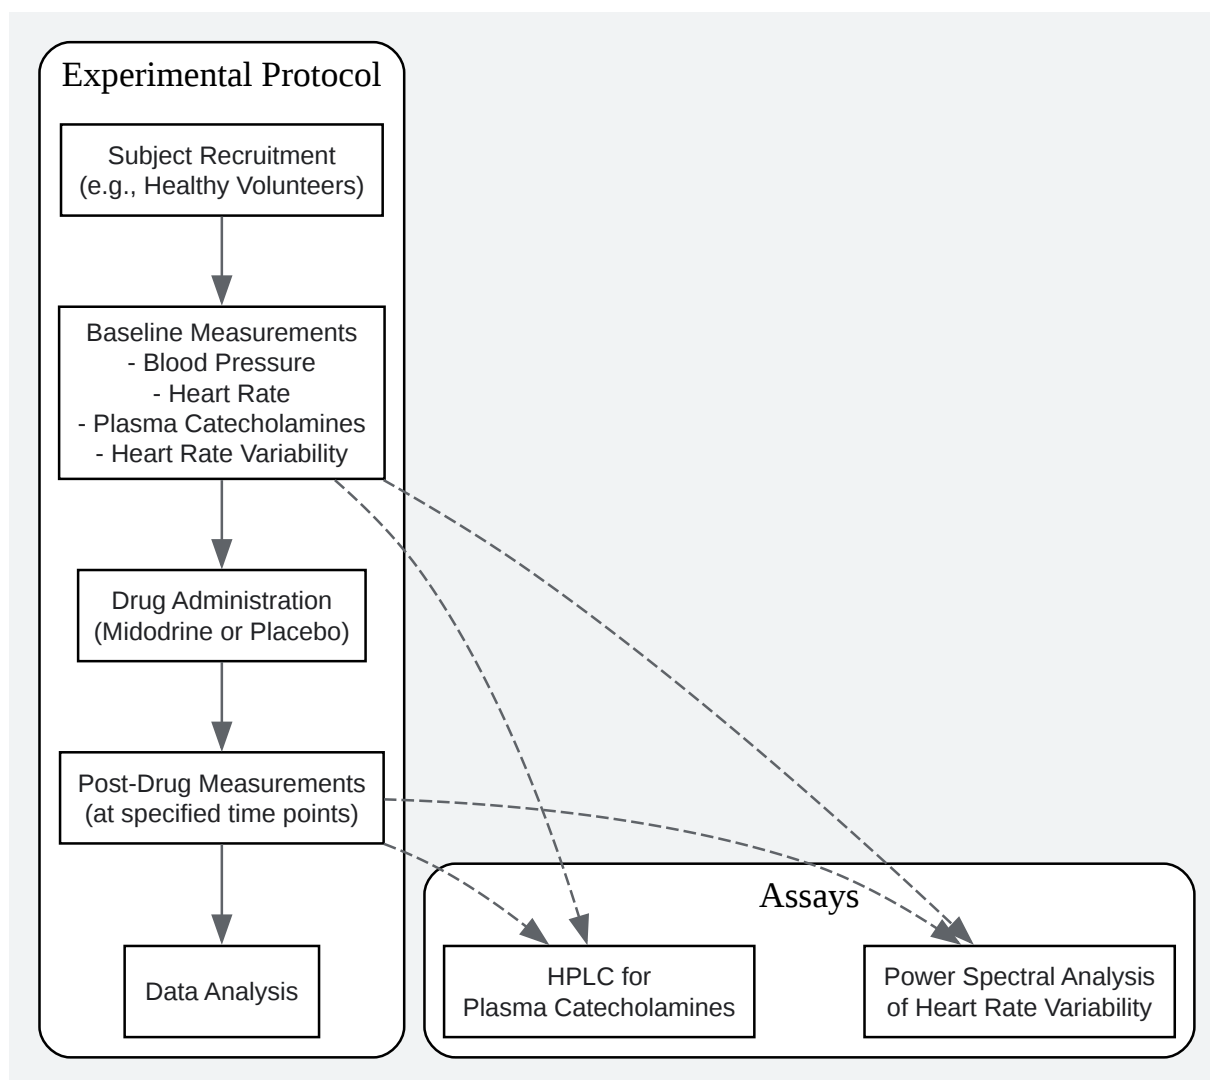 Experimental Protocol
Subject Recruitment
(e.g., Healthy Volunteers)
Baseline Measurements
- Blood Pressure
- Heart Rate
- Plasma Catecholamines
- Heart Rate Variability
Drug Administration
(Midodrine or Placebo)
Post-Drug Measurements
(at specified time points)
Data Analysis
Assays
HPLC for
Plasma Catecholamines
Power Spectral Analysis
of Heart Rate Variability